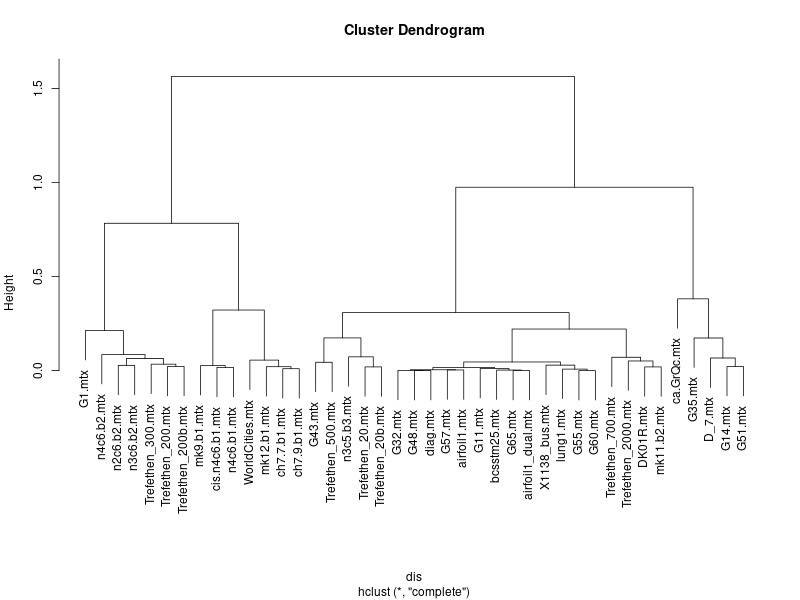 Cluster Dendrogram
Height
0.0
0.5
1.0
1.5
G1.mtx
n4c6.b2.mtx
n2c6.b2.mtx
n3c6.b2.mtx
Trefethen_300.mtx
Trefethen_200.mtx
Trefethen_200b.mtx
mk9.b1.mtx
cis.n4c6.b1.mtx
n4c6.b1.mtx
WorldCities.mtx
mk12.b1.mtx
ch7.7.b1.mtx
ch7.9.b1.mtx
G43.mtx
Trefethen_500.mtx
n3c5.b3.mtx
Trefethen_20.mtx
Trefethen_20b.mtx
G32.mtx
G48.mtx
diag.mtx
G57.mtx
airfoil1.mtx
G11.mtx
bcsstm25.mtx
G65.mtx
airfoil1_dual.mtx
X1138_bus.mtx
lung1.mtx
G55.mtx
G60.mtx
Trefethen_700.mtx
Trefethen_2000.mtx
DK01R.mtx
mk11.b2.mtx
ca.GrQc.mtx
G35.mtx
D_7.mtx
G14.mtx
G51.mtx
dis
hclust (*, "complete")